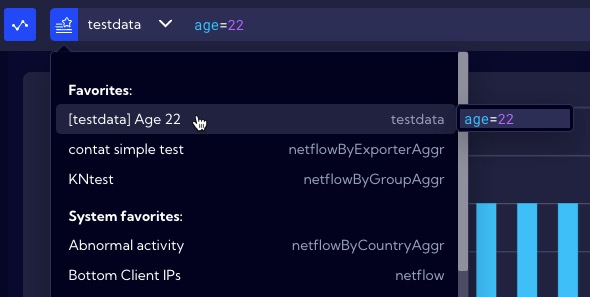 testdata age=22
Favorites:
[testdata] Age 22 testdata age=22
contat simple test netflowByExporterAggr
KNtest netflowByGroupAggr
System favorites:
Abnormal activity netflowByCountryAggr
Bottom Client IPs netflow